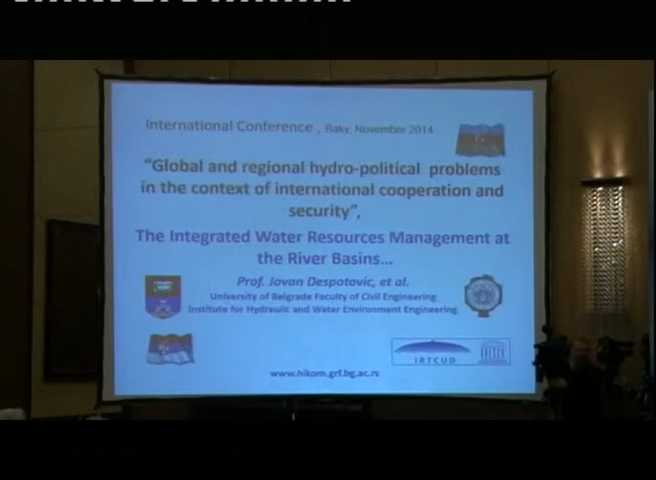 International Conference , Baky, November 2014
"Global and regional hydro-political problems
in the context of international cooperation and
security",
The Integrated Water Resources Management at
the River Basins...
Prof. Jovan Despotovic, et al.
University of Belgrade Faculty of Civil Engineering
Institute for Hydraulic and Water Environment Engineering
IRTCUD
www.hikom.grf.bg.ac.rs